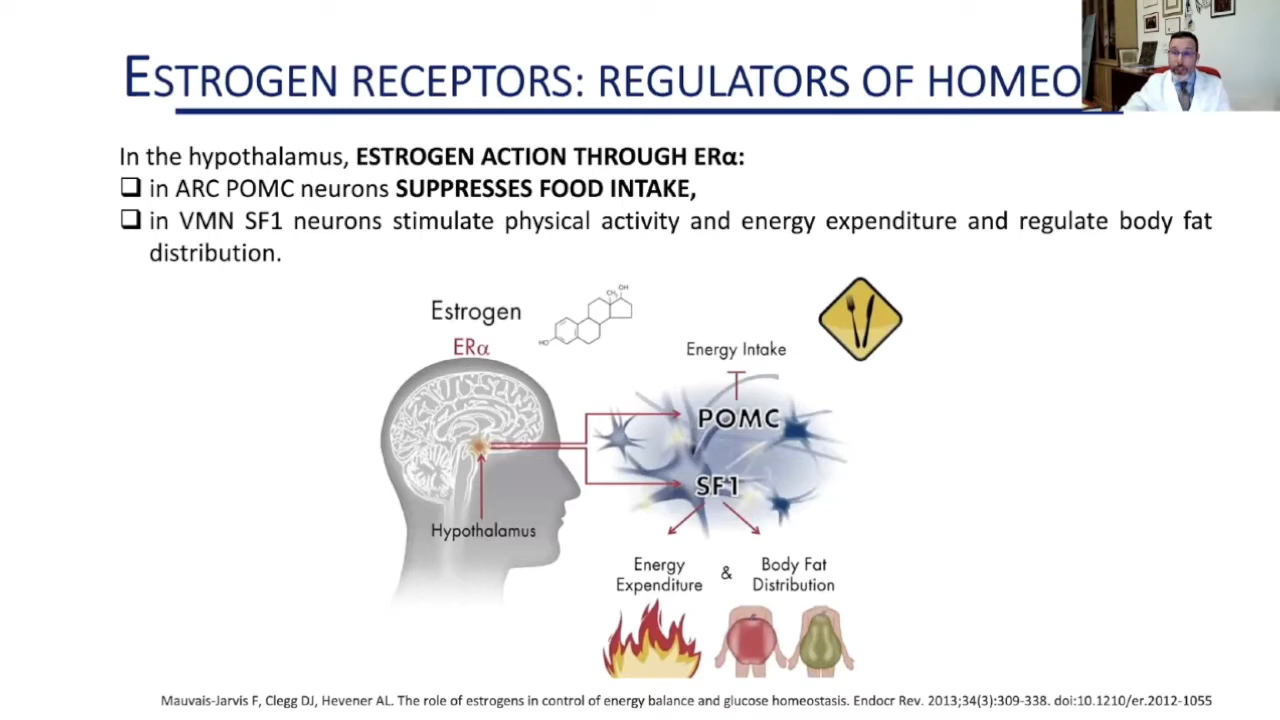 ESTROGEN RECEPTORS: REGULATORS OF HOMEO
In the hypothalamus, ESTROGEN ACTION THROUGH ERα:
❑ in ARC POMC neurons SUPPRESSES FOOD INTAKE,
❑ in VMN SF1 neurons stimulate physical activity and energy expenditure and regulate body fat
distribution.
Estrogen
ERα
CH₃
OH
HO
Energy Intake
POMC
SF1
Hypothalamus
Energy
Expenditure
&
Body Fat
Distribution
Mauvais-Jarvis F, Clegg DJ, Hevener AL. The role of estrogens in control of energy balance and glucose homeostasis. Endocr Rev. 2013;34(3):309-338. doi:10.1210/er.2012-1055